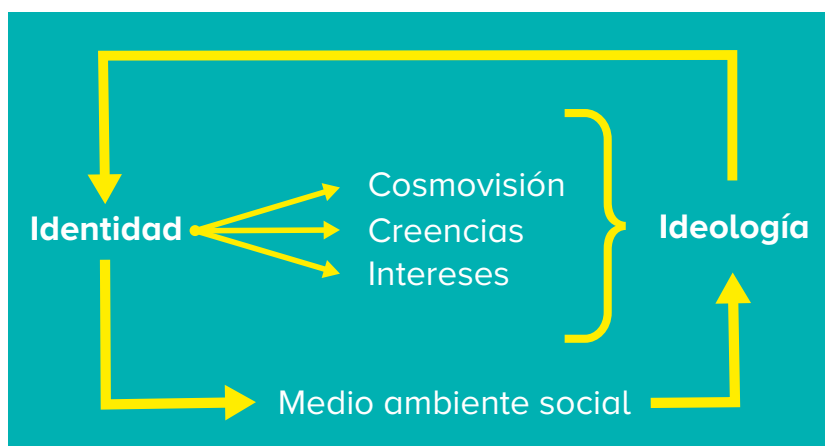 Cosmovisión
Identidad
Creencias
Ideología
Intereses
Medio ambiente social